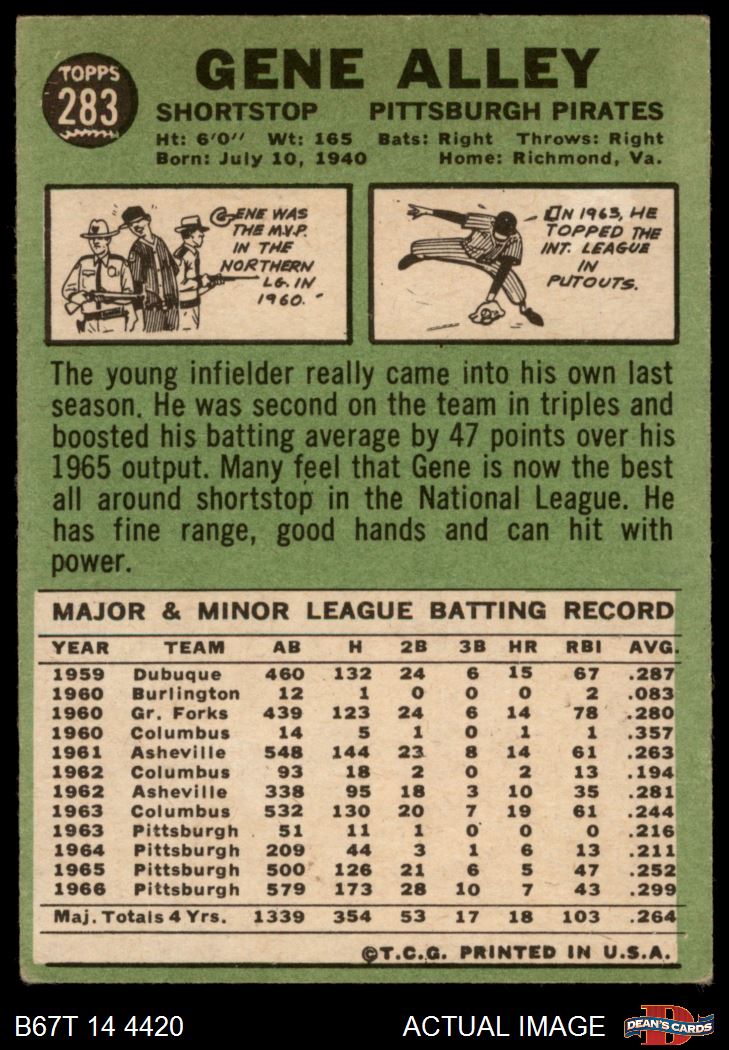 TOPPS
283
GENE ALLEY
SHORTSTOP PITTSBURGH PIRATES
Ht: 6'0" Wt: 165 Bats: Right Throws: Right
Born: July 10, 1940 Home: Richmond, Va.
GENE WAS
THE M.V.P.
IN THE
NORTHERN
LG. IN
1960.
IN 1963, HE
TOPPED THE
INT. LEAGUE
IN
PUTOUTS.
The young infielder really came into his own last
season. He was second on the team in triples and
boosted his batting average by 47 points over his
1965 output. Many feel that Gene is now the best
all around shortstop in the National League. He
has fine range, good hands and can hit with
power.
MAJOR & MINOR LEAGUE BATTING RECORD
YEAR TEAM AB H 2B 3B HR RBI AVG.
1959 Dubuque 460 132 24 6 15 67 .287
1960 Burlington 12 1 0 0 0 2 .083
1960 Gr. Forks 439 123 24 6 14 78 .280
1960 Columbus 14 5 1 0 1 1 .357
1961 Asheville 548 144 23 8 14 61 .263
1962 Columbus 93 18 2 0 2 13 .194
1962 Asheville 338 95 18 3 10 35 .281
1963 Columbus 532 130 20 7 19 61 .244
1963 Pittsburgh 51 11 1 0 0 0 .216
1964 Pittsburgh 209 44 3 1 6 13 .211
1965 Pittsburgh 500 126 21 6 5 47 .252
1966 Pittsburgh 579 173 28 10 7 43 .299
Maj. Totals 4 Yrs. 1339 354 53 17 18 103 .264
©T.C.G. PRINTED IN U.S.A.
B67T 14 4420 ACTUAL IMAGE
D
DEAN'S CARDS